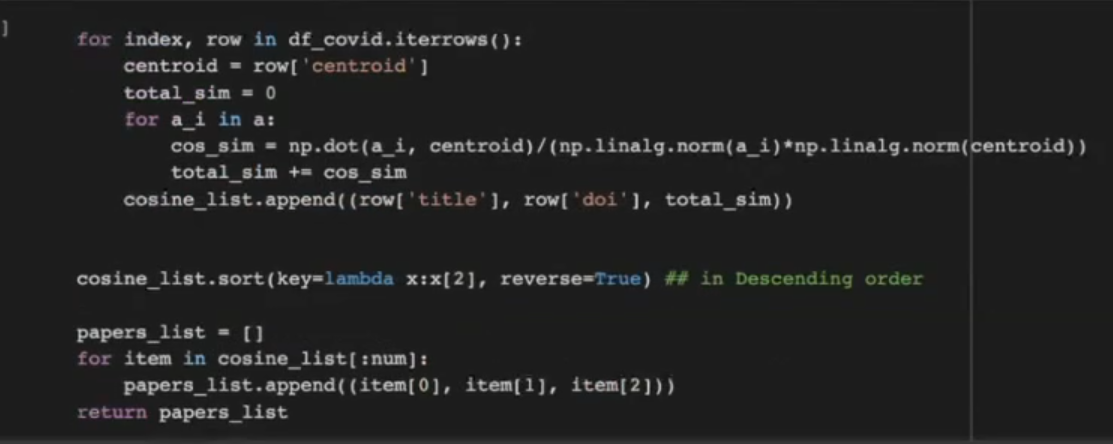 ]
for index, row in df_covid.iterrows():
centroid = row['centroid']
total_sim = 0
for a_i in a:
cos_sim = np.dot(a_i, centroid)/(np.linalg.norm(a_i)*np.linalg.norm(centroid))
total_sim += cos_sim
cosine_list.append((row['title'], row['doi'], total_sim))
cosine_list.sort(key=lambda x:x[2], reverse=True) ## in Descending order
papers_list = []
for item in cosine_list[:num]:
papers_list.append((item[0], item[1], item[2]))
return papers_list